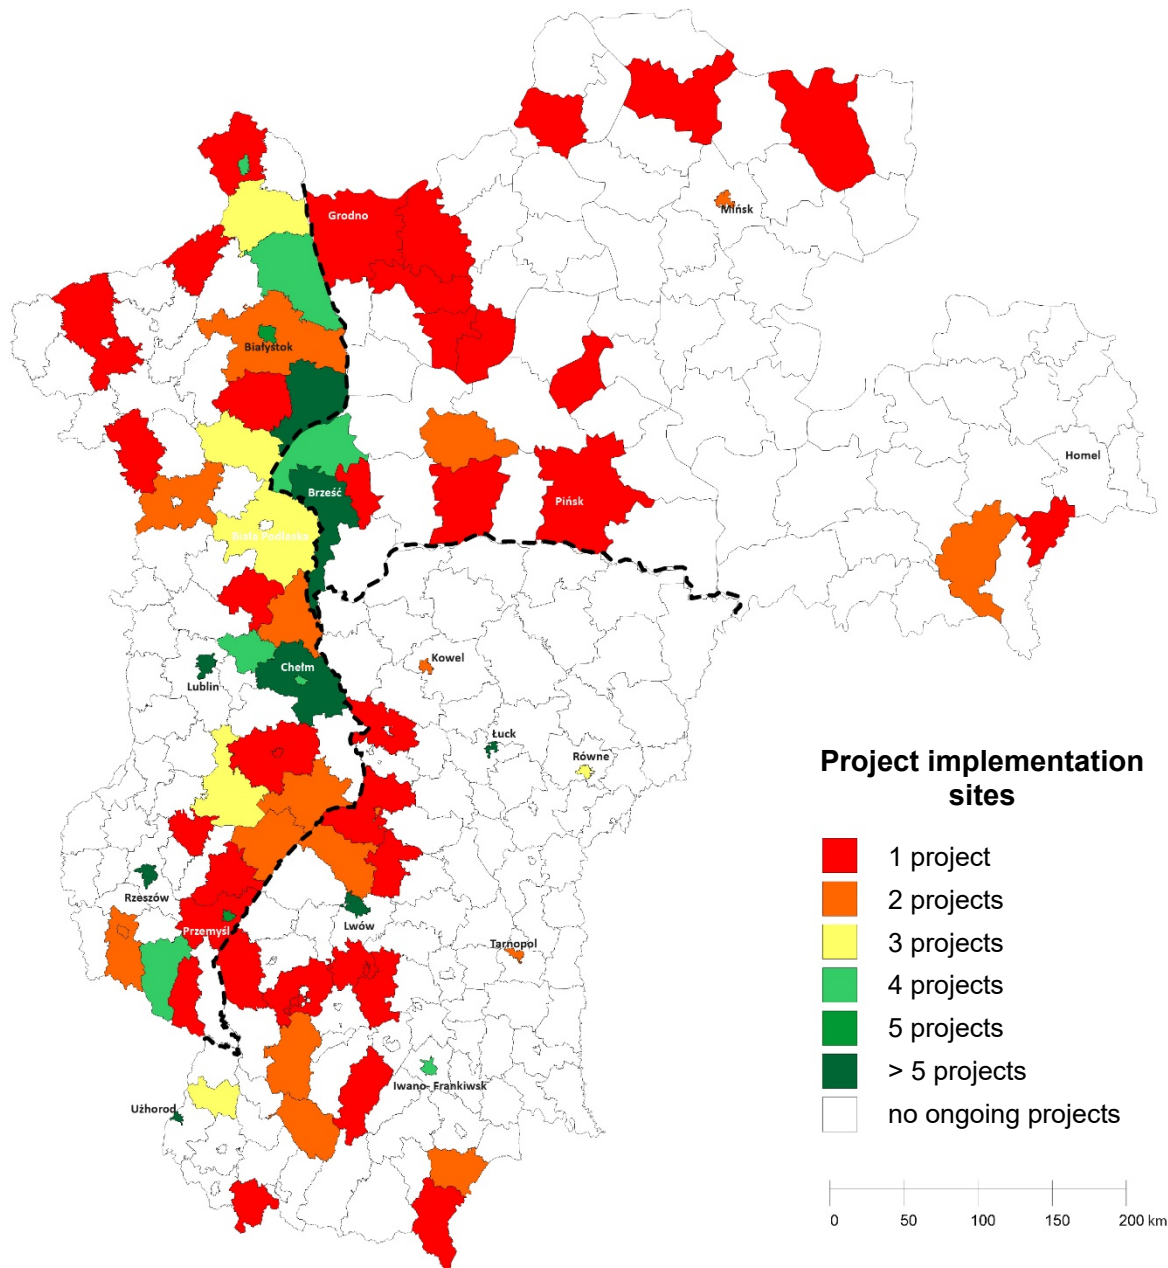 Grodno
Mińsk
Białystok
Homel
Brześć
Pińsk
Biała Podlaska
Chełm
Kowel
Lublin
Łuck
Równe
Project implementation
sites
1 project
2 projects
3 projects
4 projects
5 projects
> 5 projects
no ongoing projects
Rzeszów
Lwów
Przemyśl
Tarnopol
Iwano- Frankiwsk
Użhorod
0 50 100 150 200 km